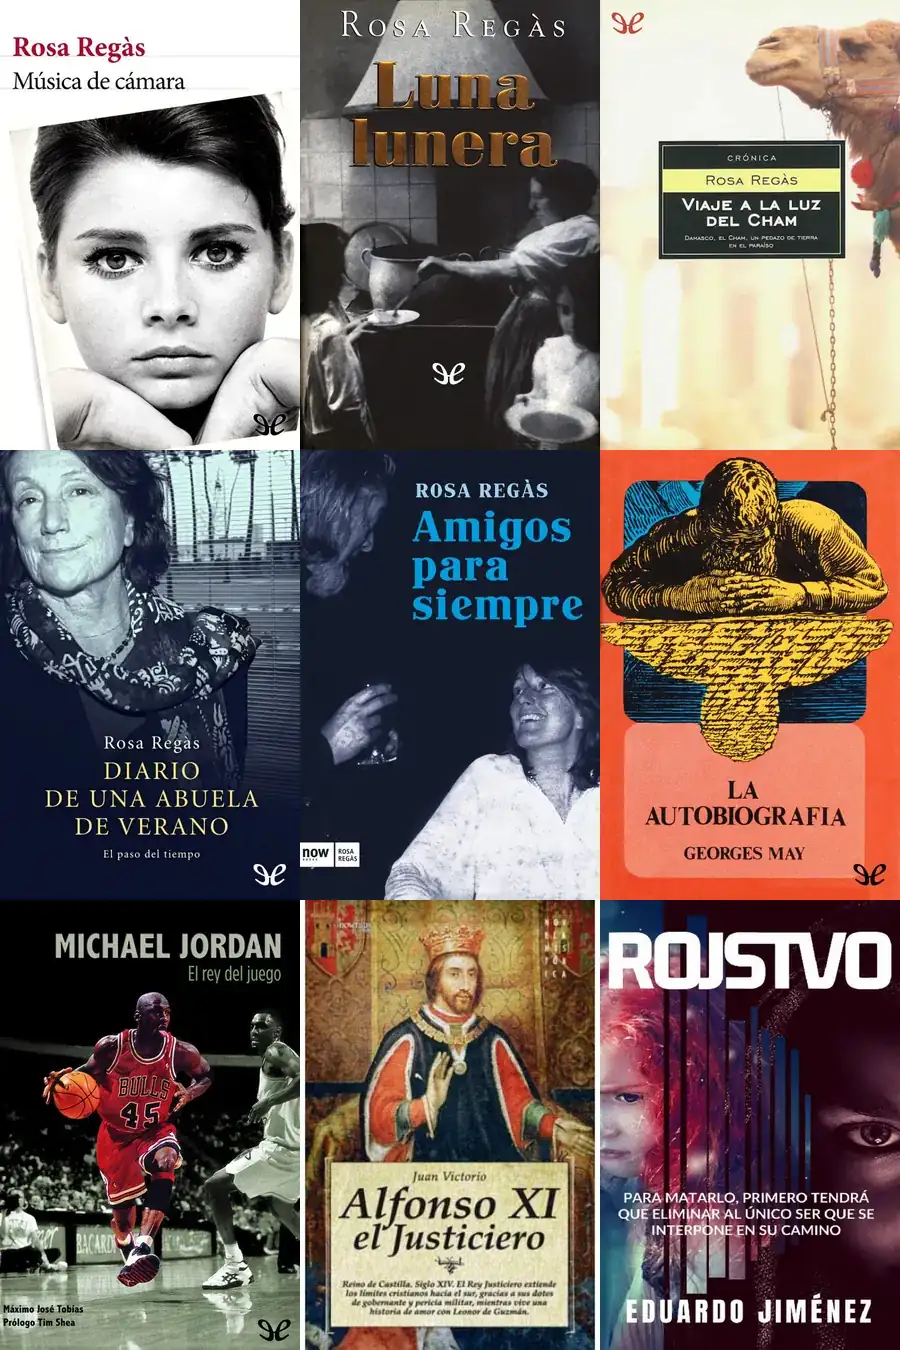 Rosa Regàs
Música de cámara
ROSA REGÀS
Luna
lunera
CRÓNICA
ROSA REGÀS
VIAJE A LA LUZ
DEL CHAM
DAMASCO, EL CHAM, UN PEDAZO DE TIERRA
EN EL PARAÍSO
Rosa Regàs
DIARIO
DE UNA ABUELA
DE VERANO
El paso del tiempo
ROSA REGÀS
Amigos
para
siempre
now
ROSA
REGÀS
LA
AUTOBIOGRAFIA
GEORGES MAY
MICHAEL JORDAN
El rey del juego
BULLS
45
BACARDI
Máximo José Tobías
Prólogo Tim Shea
Juan Victorio
Alfonso XI
el Justiciero
Reino de Castilla. Siglo XIV. El Rey Justiciero extiende
los límites cristianos hacia el sur, gracias a sus dotes
de gobernante y pericia militar, mientras vive una
historia de amor con Leonor de Guzmán.
ROJSTVO
PARA MATARLO, PRIMERO TENDRÁ
QUE ELIMINAR AL ÚNICO SER QUE SE
INTERPONE EN SU CAMINO
EDUARDO JIMÉNEZ